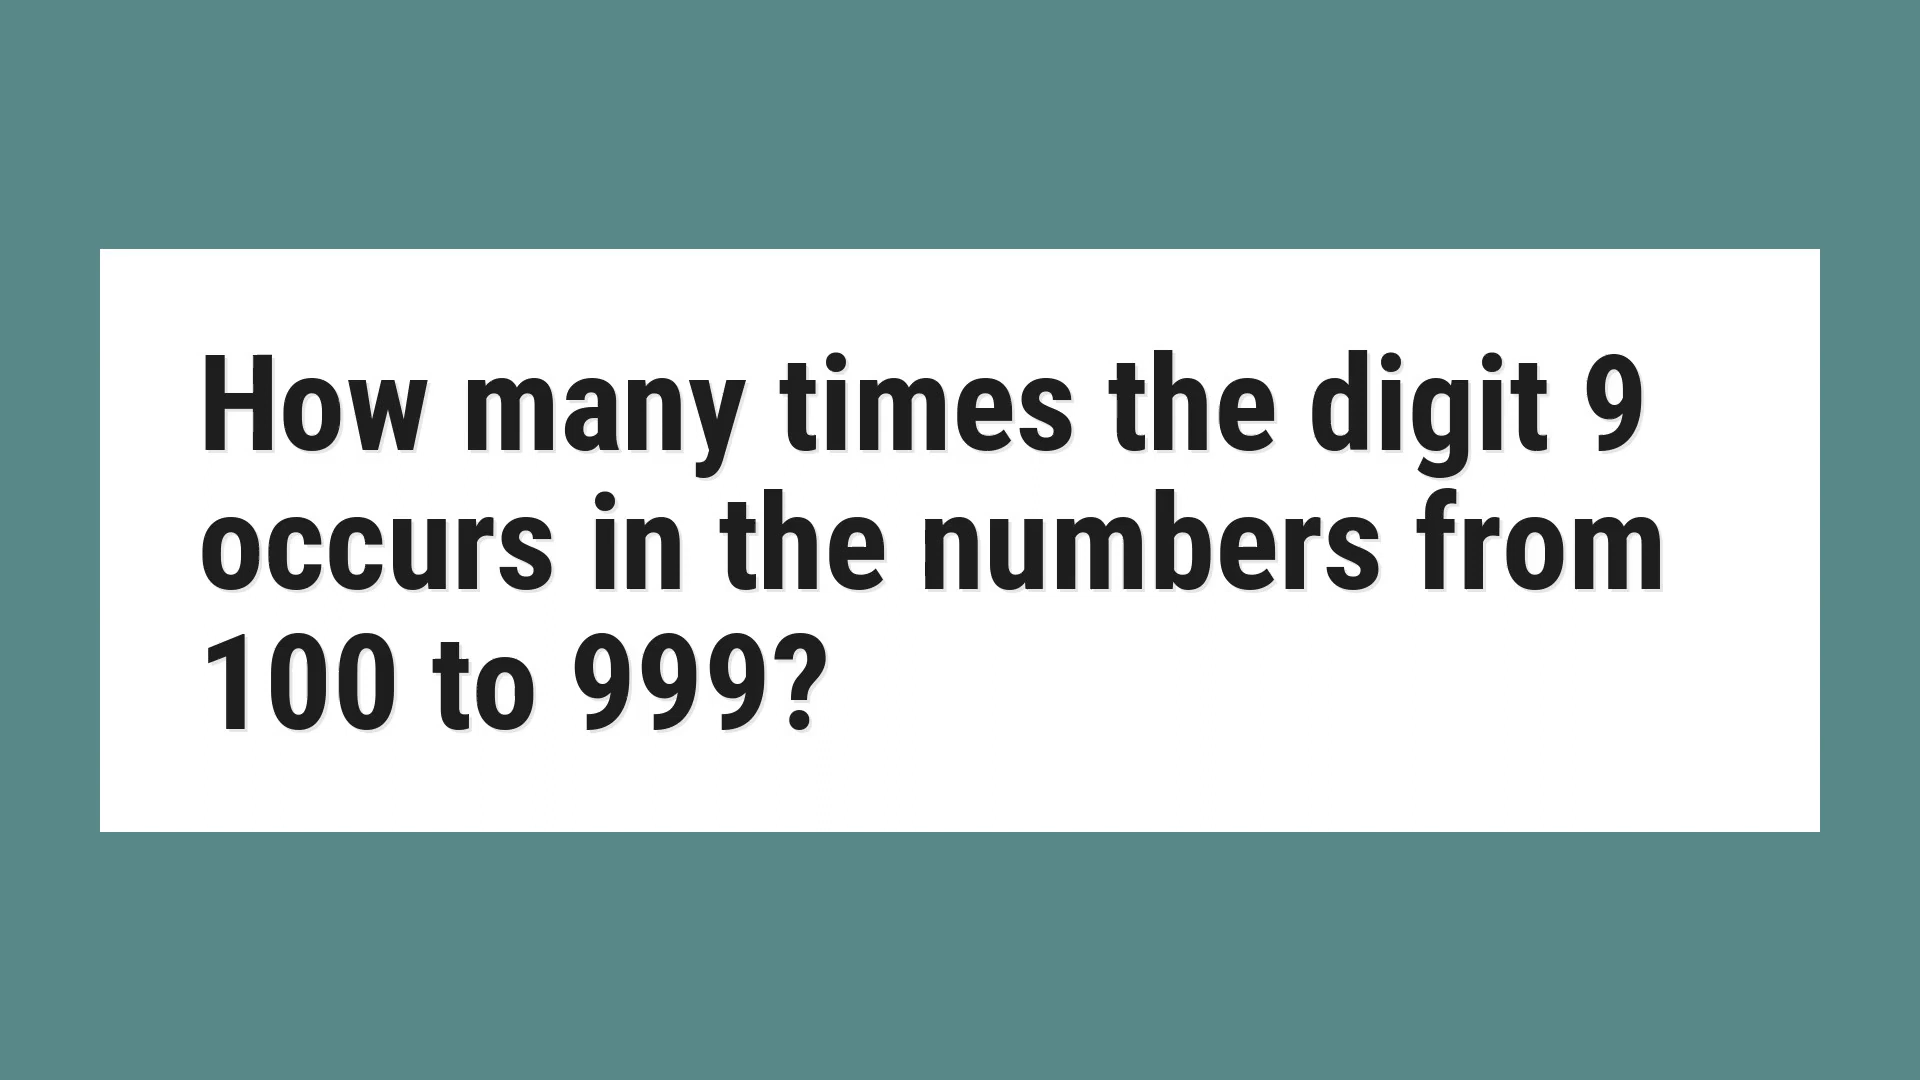 How many times the digit 9
occurs in the numbers from
100 to 999?